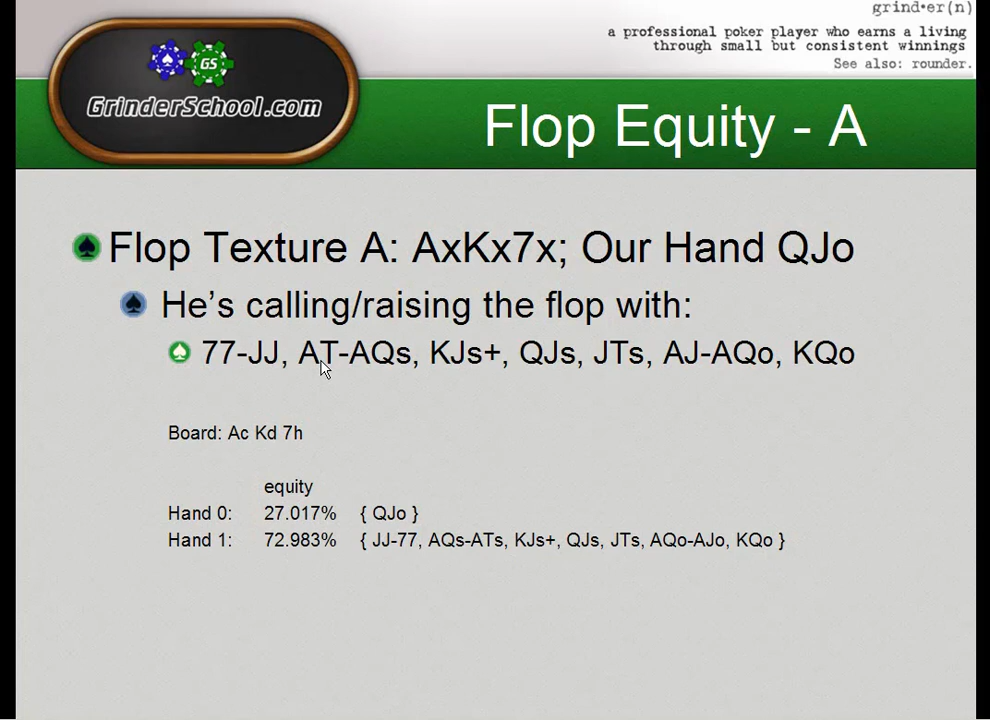 grind•er(n)
a professional poker player who earns a living
through small but consistent winnings
See also: rounder.
GS
GrinderSchool.com
Flop Equity - A
Flop Texture A: AxKx7x; Our Hand QJo
He's calling/raising the flop with:
77-JJ, AT-AQs, KJs+, QJs, JTs, AJ-AQo, KQo
Board: Ac Kd 7h
equity
Hand 0: 27.017% { QJo }
Hand 1: 72.983% { JJ-77, AQs-ATs, KJs+, QJs, JTs, AQo-AJo, KQo }